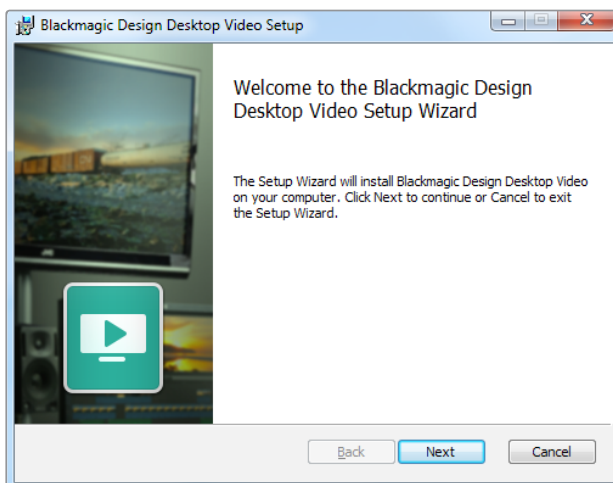 Blackmagic Design Desktop Video Setup
Welcome to the Blackmagic Design
Desktop Video Setup Wizard
The Setup Wizard will install Blackmagic Design Desktop Video
on your computer. Click Next to continue or Cancel to exit
the Setup Wizard.
JVC
Back
Next
Cancel